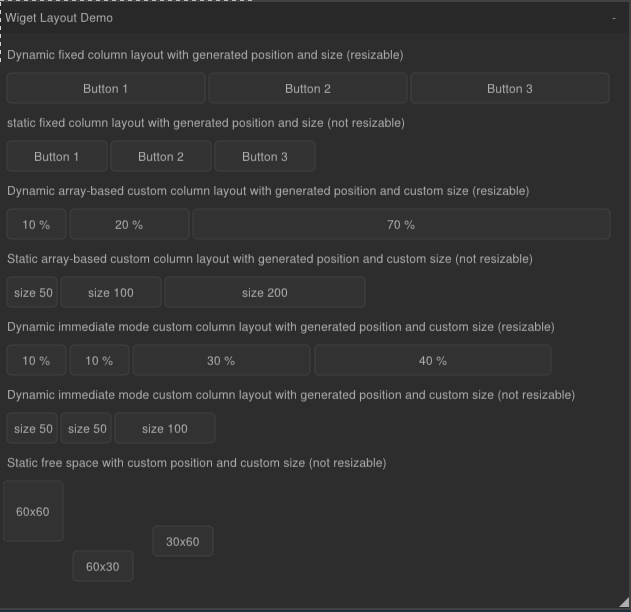 Wiget Layout Demo -
Dynamic fixed column layout with generated position and size (resizable)
Button 1 Button 2 Button 3
static fixed column layout with generated position and size (not resizable)
Button 1 Button 2 Button 3
Dynamic array-based custom column layout with generated position and custom size (resizable)
10 % 20 % 70 %
Static array-based custom column layout with generated position and custom size (not resizable)
size 50 size 100 size 200
Dynamic immediate mode custom column layout with generated position and custom size (resizable)
10 % 10 % 30 % 40 %
Dynamic immediate mode custom column layout with generated position and custom size (not resizable)
size 50 size 50 size 100
Static free space with custom position and custom size (not resizable)
60x60
30x60
60x30